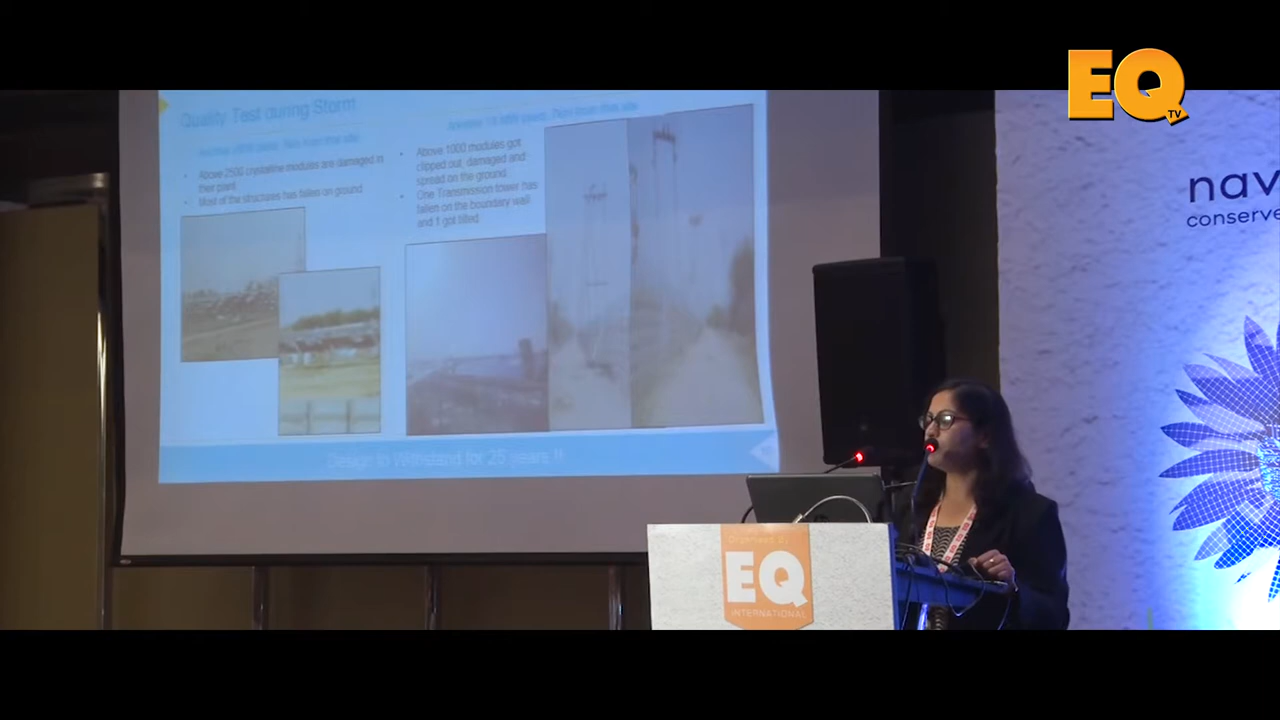 EQ
TV
Quality Test during Storm
Above 2500 crystalline modules are damaged in
their plant.
Most of the structures has fallen on ground
Above 1000 modules got
clipped out, damaged and
spread on the ground.
One Transmission tower has
fallen on the boundary wall
and it got tilted.
Design to Withstand for 25 years !!
nav
conserve
Organised By
EQ
INTERNATIONAL